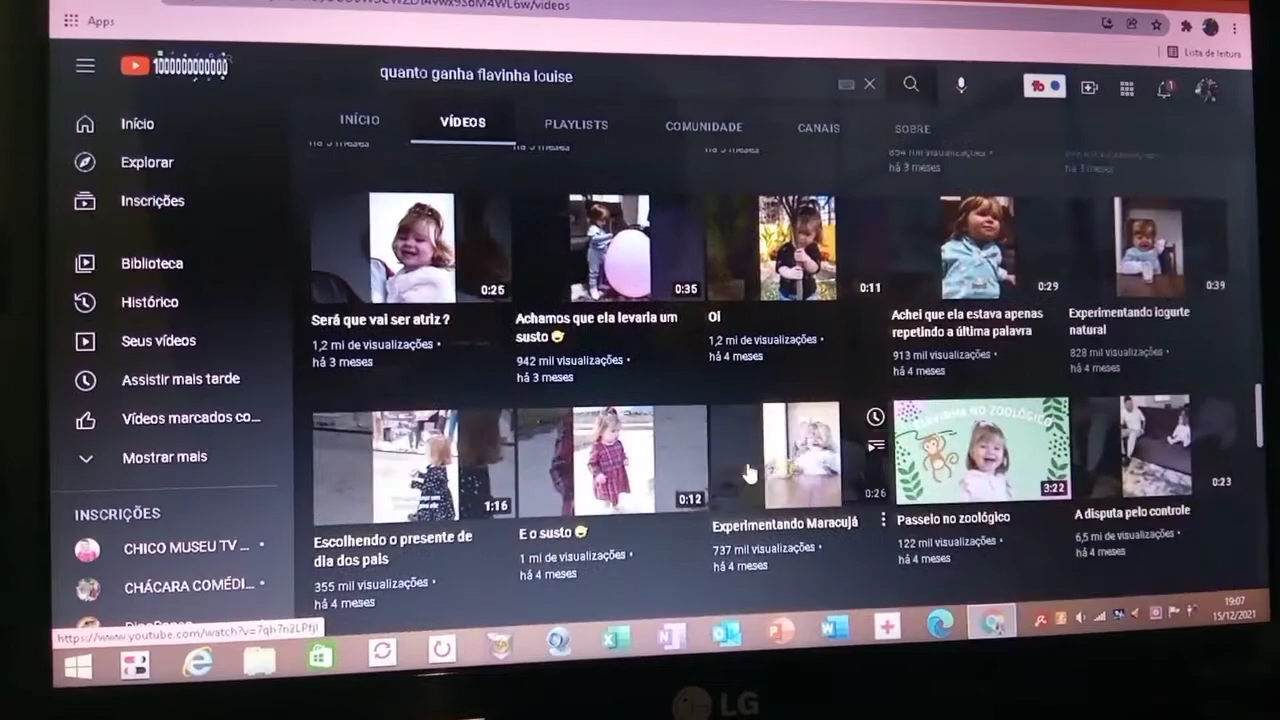 w/videos
Apps
Lista de leitura
quanto ganha flavinha louise
1
INÍCIO
VÍDEOS
PLAYLISTS
COMUNIDADE
CANAIS
SOBRE
Início
Explorar
Inscrições
Biblioteca
Histórico
Seus vídeos
Assistir mais tarde
Vídeos marcados co...
Mostrar mais
INSCRIÇÕES
CHICO MUSEU TV ...
CHÁCARA COMÉDI...
há 3 meses
há 3 meses
há 3 meses
854 mil visualizações •
há 3 meses
há 3 meses
0:25
0:35
0:11
0:29
0:39
Será que vai ser atriz ?
1,2 mi de visualizações •
há 3 meses
Achamos que ela levaria um
susto 😅
942 mil visualizações •
há 3 meses
Oi
1,2 mi de visualizações •
há 4 meses
Achei que ela estava apenas
repetindo a última palavra
913 mil visualizações •
há 4 meses
Experimentando iogurte
natural
828 mil visualizações •
há 4 meses
1:16
0:12
0:26
FLAVINHA NO ZOOLÓGICO
3:22
0:23
Escolhendo o presente de
dia dos pais
355 mil visualizações •
há 4 meses
E o susto 😅
1 mi de visualizações •
há 4 meses
Experimentando Maracujá
737 mil visualizações •
há 4 meses
Passeio no zoológico
122 mil visualizações •
há 4 meses
A disputa pelo controle
6,5 mi de visualizações •
há 4 meses
19:07
15/12/2021
LG